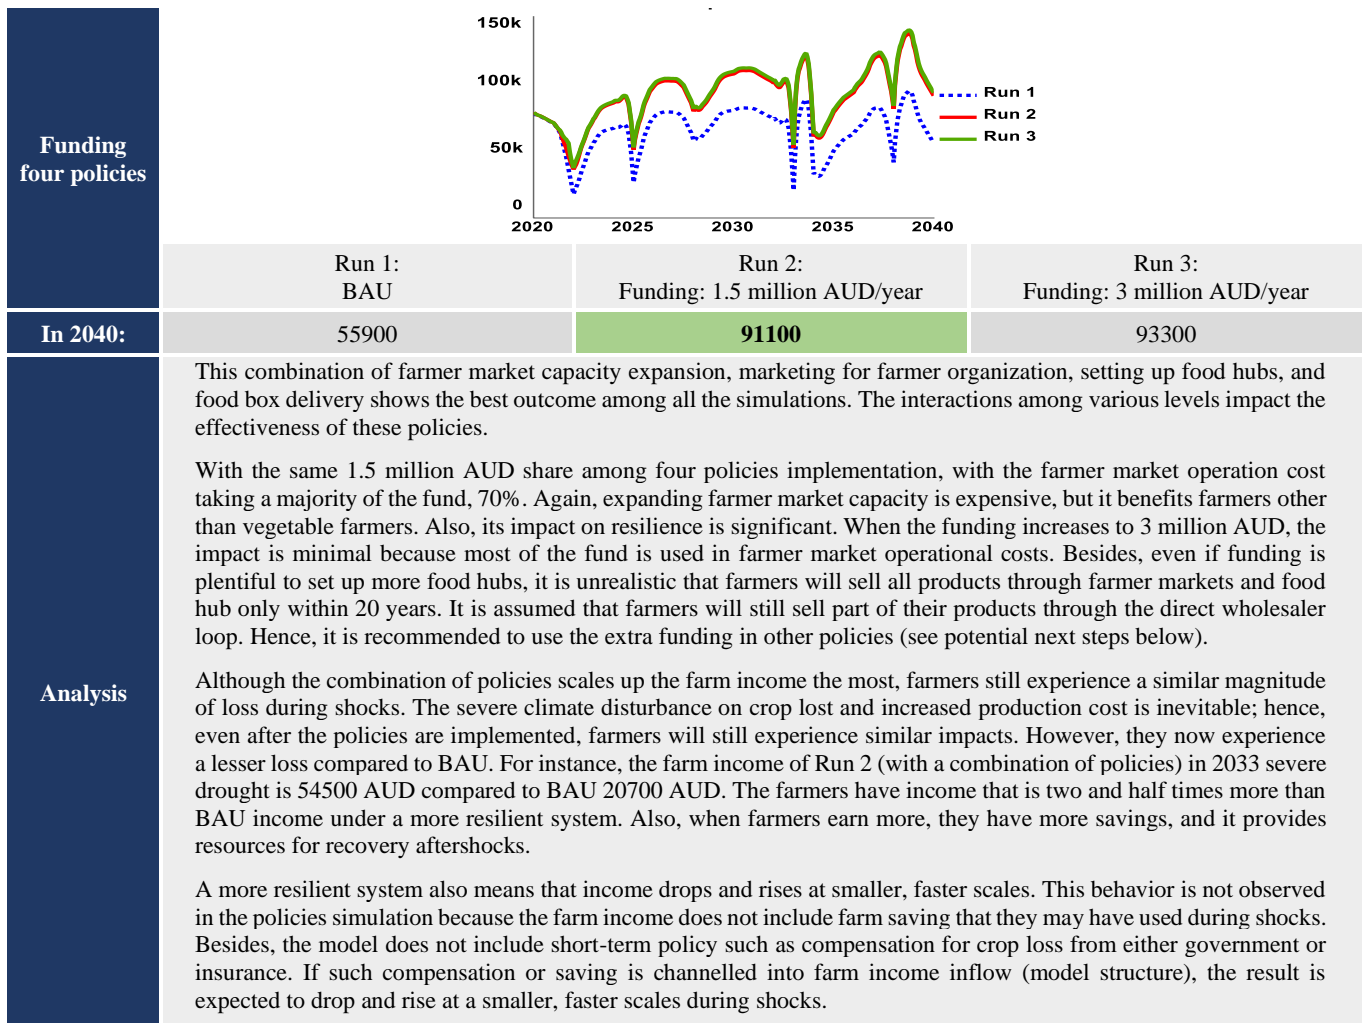 150k
100k
50k
0
2020 2025 2030 2035 2040
Run 1
Run 2
Run 3
Funding
four policies
Run 1:
BAU
Run 2:
Funding: 1.5 million AUD/year
Run 3:
Funding: 3 million AUD/year
In 2040:
55900
91100
93300
Analysis
This combination of farmer market capacity expansion, marketing for farmer organization, setting up food hubs, and
food box delivery shows the best outcome among all the simulations. The interactions among various levels impact the
effectiveness of these policies.
With the same 1.5 million AUD share among four policies implementation, with the farmer market operation cost
taking a majority of the fund, 70%. Again, expanding farmer market capacity is expensive, but it benefits farmers other
than vegetable farmers. Also, its impact on resilience is significant. When the funding increases to 3 million AUD, the
impact is minimal because most of the fund is used in farmer market operational costs. Besides, even if funding is
plentiful to set up more food hubs, it is unrealistic that farmers will sell all products through farmer markets and food
hub only within 20 years. It is assumed that farmers will still sell part of their products through the direct wholesaler
loop. Hence, it is recommended to use the extra funding in other policies (see potential next steps below).
Although the combination of policies scales up the farm income the most, farmers still experience a similar magnitude
of loss during shocks. The severe climate disturbance on crop lost and increased production cost is inevitable; hence,
even after the policies are implemented, farmers will still experience similar impacts. However, they now experience
a lesser loss compared to BAU. For instance, the farm income of Run 2 (with a combination of policies) in 2033 severe
drought is 54500 AUD compared to BAU 20700 AUD. The farmers have income that is two and half times more than
BAU income under a more resilient system. Also, when farmers earn more, they have more savings, and it provides
resources for recovery aftershocks.
A more resilient system also means that income drops and rises at smaller, faster scales. This behavior is not observed
in the policies simulation because the farm income does not include farm saving that they may have used during shocks.
Besides, the model does not include short-term policy such as compensation for crop loss from either government or
insurance. If such compensation or saving is channelled into farm income inflow (model structure), the result is
expected to drop and rise at a smaller, faster scales during shocks.